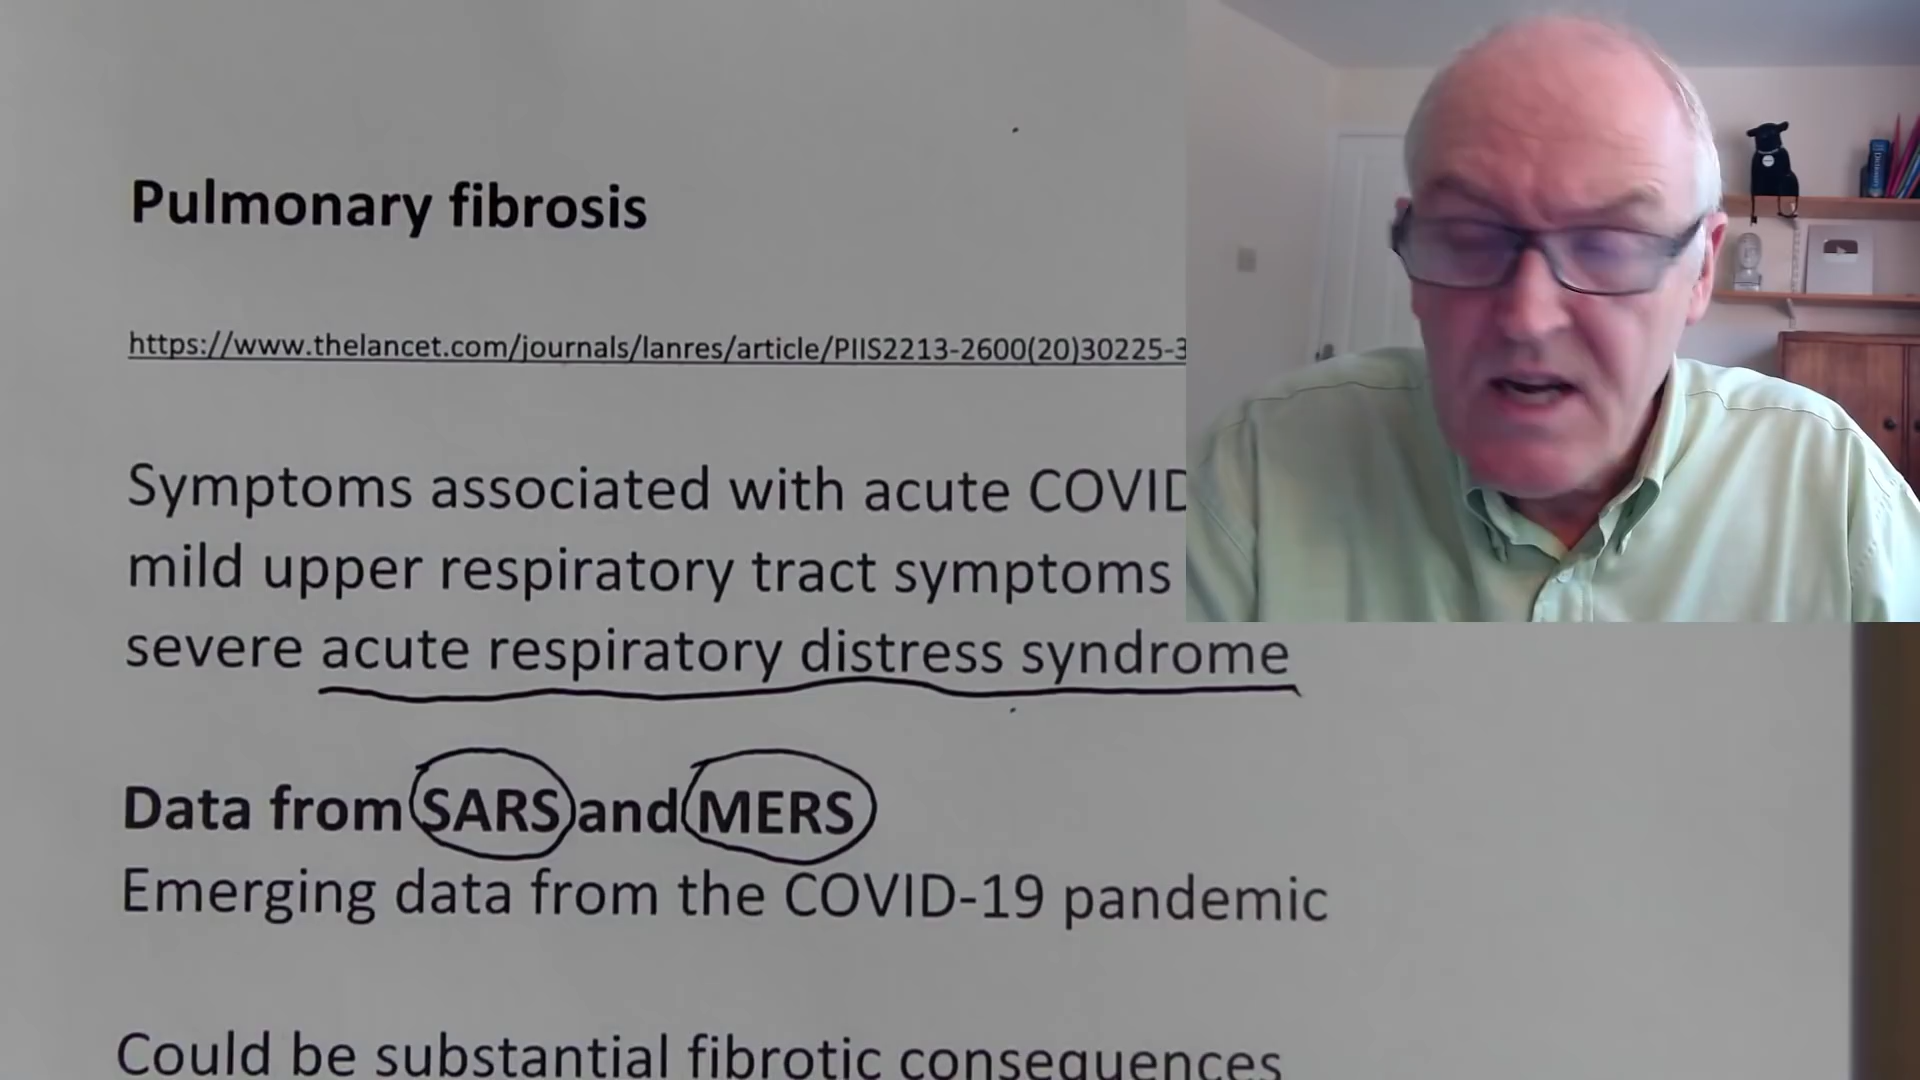 Pulmonary fibrosis
https://www.thelancet.com/journals/lanres/article/PIIS2213-2600(20)30225-3
Symptoms associated with acute COVID
mild upper respiratory tract symptoms
severe acute respiratory distress syndrome
Data from SARS and MERS
Emerging data from the COVID-19 pandemic
Could be substantial fibrotic consequences
Dictionary